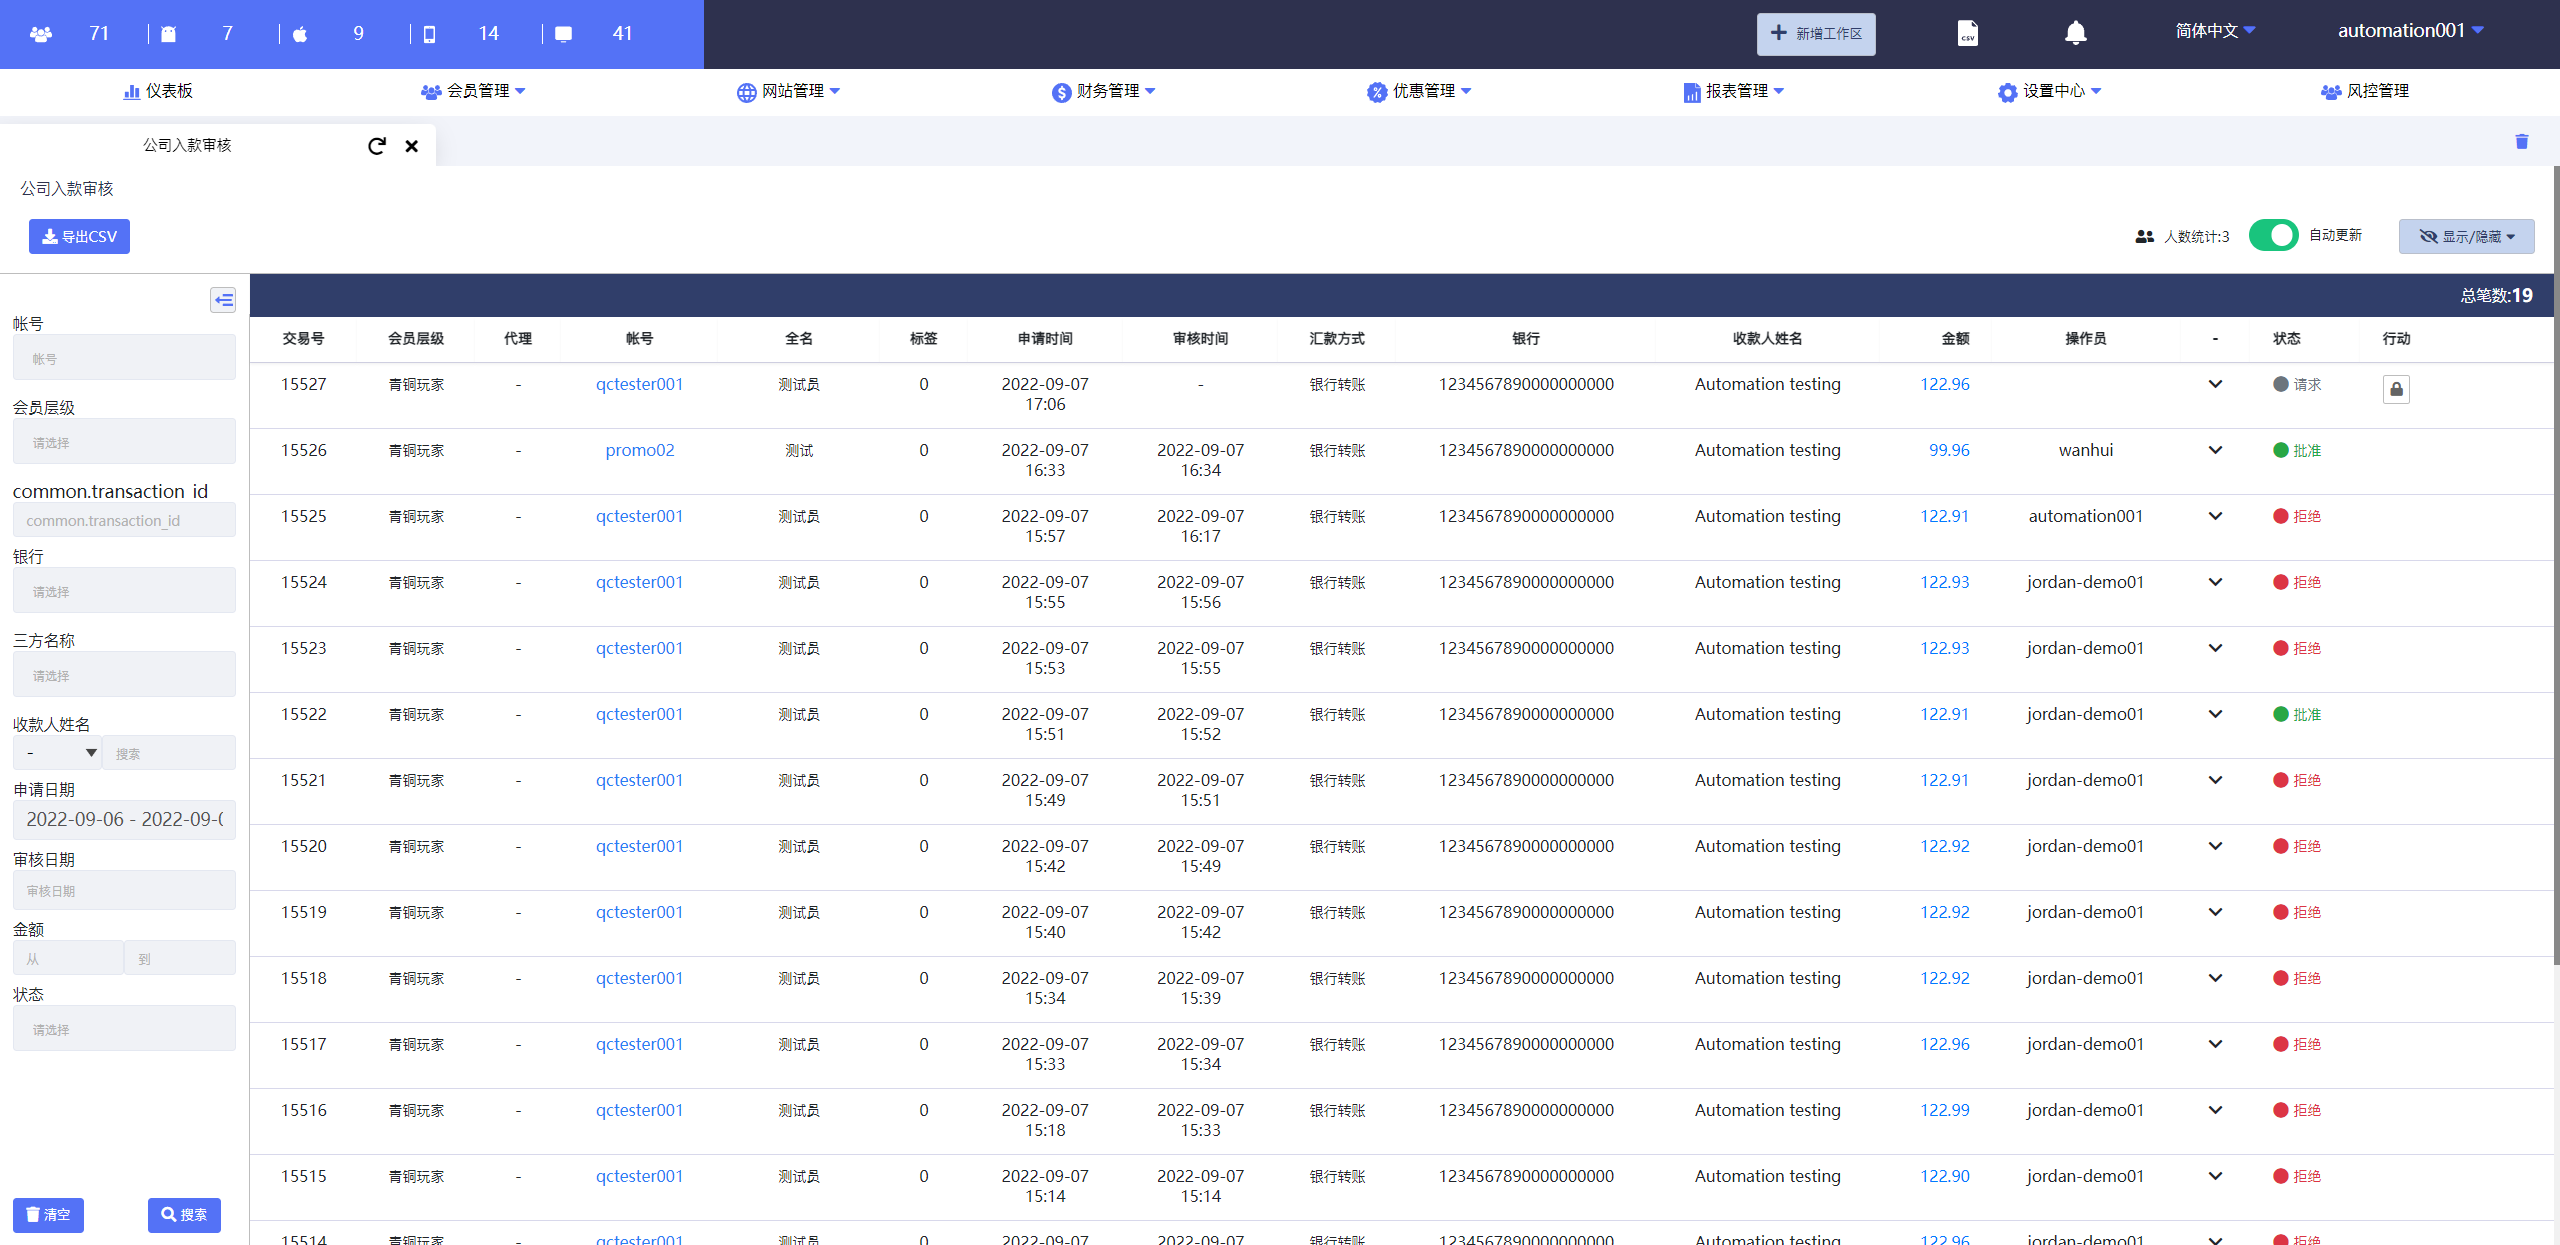 71 7 9 14 41 新增工作区 CSV 简体中文 automation001
仪表板 会员管理 网站管理 财务管理 优惠管理 报表管理 设置中心 风控管理
公司入款审核
公司入款审核
导出CSV 人数统计:3 自动更新 显示/隐藏
总笔数:19
帐号
帐号
会员层级
请选择
common.transaction_id
common.transaction_id
银行
请选择
三方名称
请选择
收款人姓名
- 搜索
申请日期
2022-09-06 - 2022-09-0
审核日期
审核日期
金额
从 到
状态
请选择
清空 搜索
交易号 会员层级 代理 帐号 全名 标签 申请时间 审核时间 汇款方式 银行 收款人姓名 金额 操作员 - 状态 行动
15527 青铜玩家 - qctester001 测试员 0 2022-09-07 - 银行转账 1234567890000000000 Automation testing 122.96 请求
17:06
15526 青铜玩家 - promo02 测试 0 2022-09-07 2022-09-07 银行转账 1234567890000000000 Automation testing 99.96 wanhui 批准
16:33 16:34
15525 青铜玩家 - qctester001 测试员 0 2022-09-07 2022-09-07 银行转账 1234567890000000000 Automation testing 122.91 automation001 拒绝
15:57 16:17
15524 青铜玩家 - qctester001 测试员 0 2022-09-07 2022-09-07 银行转账 1234567890000000000 Automation testing 122.93 jordan-demo01 拒绝
15:55 15:56
15523 青铜玩家 - qctester001 测试员 0 2022-09-07 2022-09-07 银行转账 1234567890000000000 Automation testing 122.93 jordan-demo01 拒绝
15:53 15:55
15522 青铜玩家 - qctester001 测试员 0 2022-09-07 2022-09-07 银行转账 1234567890000000000 Automation testing 122.91 jordan-demo01 批准
15:51 15:52
15521 青铜玩家 - qctester001 测试员 0 2022-09-07 2022-09-07 银行转账 1234567890000000000 Automation testing 122.91 jordan-demo01 拒绝
15:49 15:51
15520 青铜玩家 - qctester001 测试员 0 2022-09-07 2022-09-07 银行转账 1234567890000000000 Automation testing 122.92 jordan-demo01 拒绝
15:42 15:49
15519 青铜玩家 - qctester001 测试员 0 2022-09-07 2022-09-07 银行转账 1234567890000000000 Automation testing 122.92 jordan-demo01 拒绝
15:40 15:42
15518 青铜玩家 - qctester001 测试员 0 2022-09-07 2022-09-07 银行转账 1234567890000000000 Automation testing 122.92 jordan-demo01 拒绝
15:34 15:39
15517 青铜玩家 - qctester001 测试员 0 2022-09-07 2022-09-07 银行转账 1234567890000000000 Automation testing 122.96 jordan-demo01 拒绝
15:33 15:34
15516 青铜玩家 - qctester001 测试员 0 2022-09-07 2022-09-07 银行转账 1234567890000000000 Automation testing 122.99 jordan-demo01 拒绝
15:18 15:33
15515 青铜玩家 - qctester001 测试员 0 2022-09-07 2022-09-07 银行转账 1234567890000000000 Automation testing 122.90 jordan-demo01 拒绝
15:14 15:14
15514 青铜玩家 - qctester001 测试员 0 2022-09-07 2022-09-07 银行转账 1234567890000000000 Automation testing 122.96 jordan-demo01 拒绝